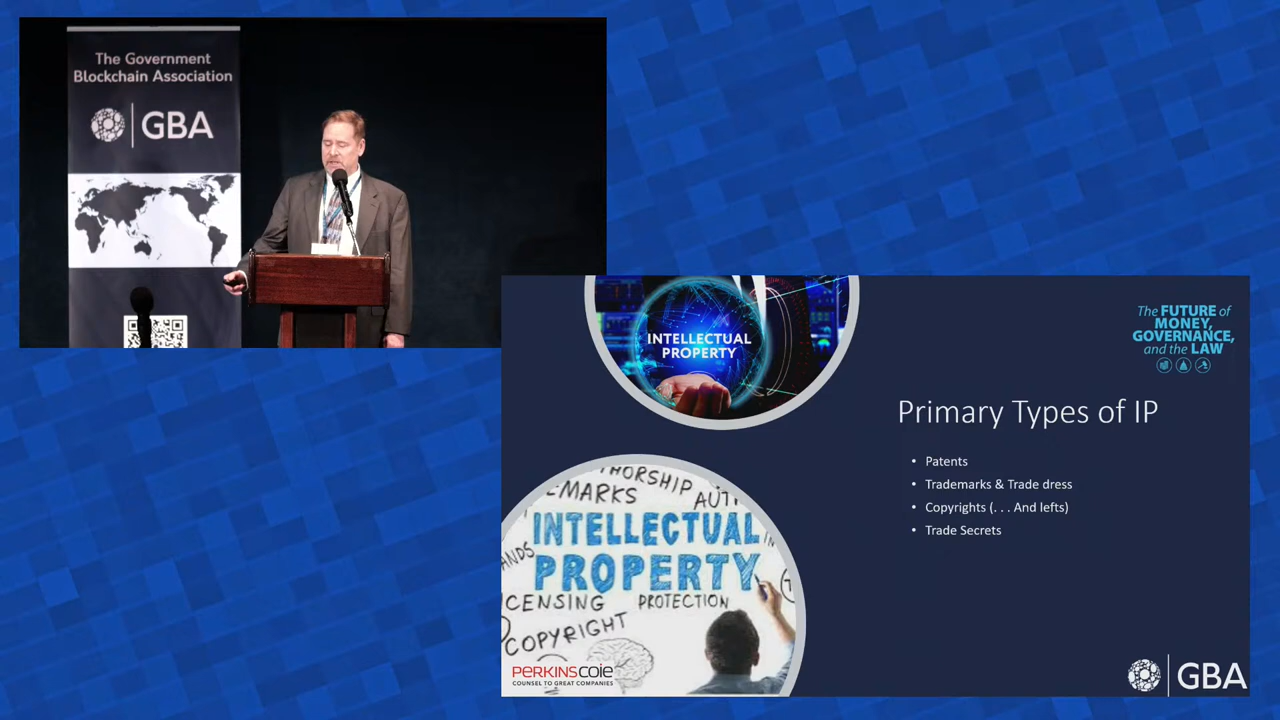 The Government
Blockchain Association
GBA
INTELLECTUAL
PROPERTY
The FUTURE of
MONEY,
GOVERNANCE,
and the LAW
Primary Types of IP
• Patents
• Trademarks & Trade dress
• Copyrights (. . . And lefts)
• Trade Secrets
THORSHIP
EMARKS
AUT
INTELLECTUAL
PROPERTY
ANDS
CENSING
PROTECTION
COPYRIGHT
PERKINSCOIE
COUNSEL TO GREAT COMPANIES
GBA